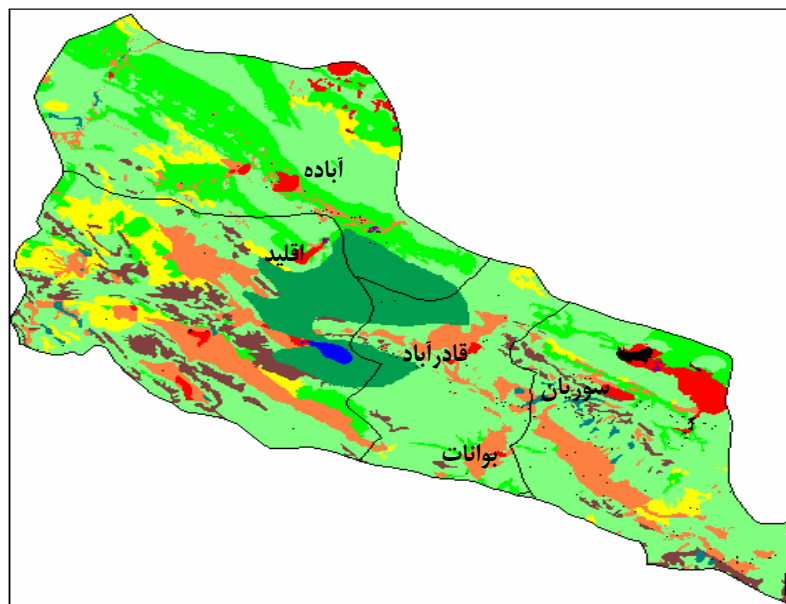 آباده
اقلید
قادرآباد
سوریان
بوانات